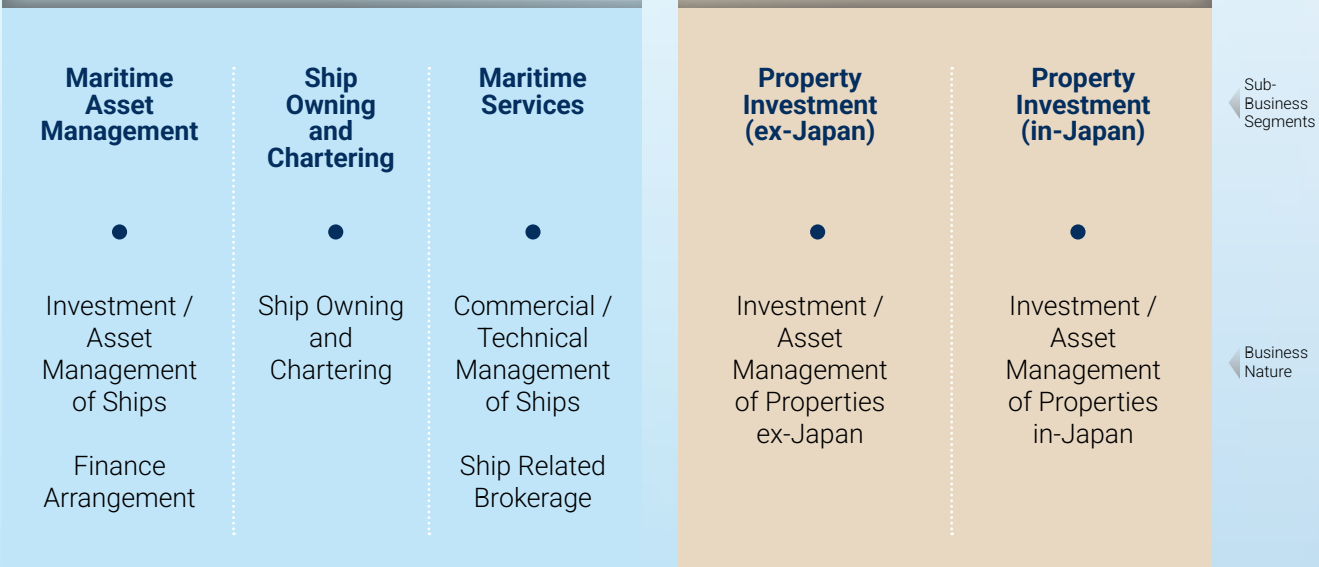 Maritime
Asset
Management
Ship
Owning
and
Chartering
Maritime
Services
Property
Investment
(ex-Japan)
Property
Investment
(in-Japan)
Sub-
Business
Segments
Investment /
Asset
Management
of Ships
Finance
Arrangement
Ship Owning
and
Chartering
Commercial /
Technical
Management
of Ships
Ship Related
Brokerage
Investment /
Asset
Management
of Properties
ex-Japan
Investment /
Asset
Management
of Properties
in-Japan
Business
Nature